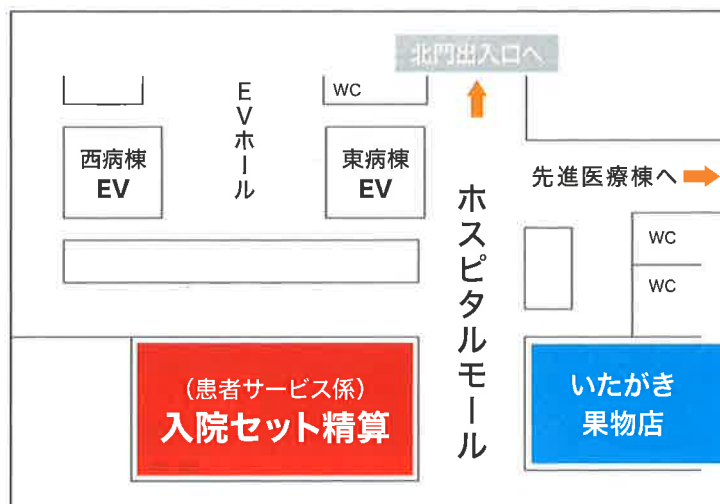 北門出入口へ
EVホール
WC
西病棟
EV
東病棟
EV
先進医療棟へ
ホスピタルモール
WC
WC
（患者サービス係）
入院セット精算
いたがき
果物店